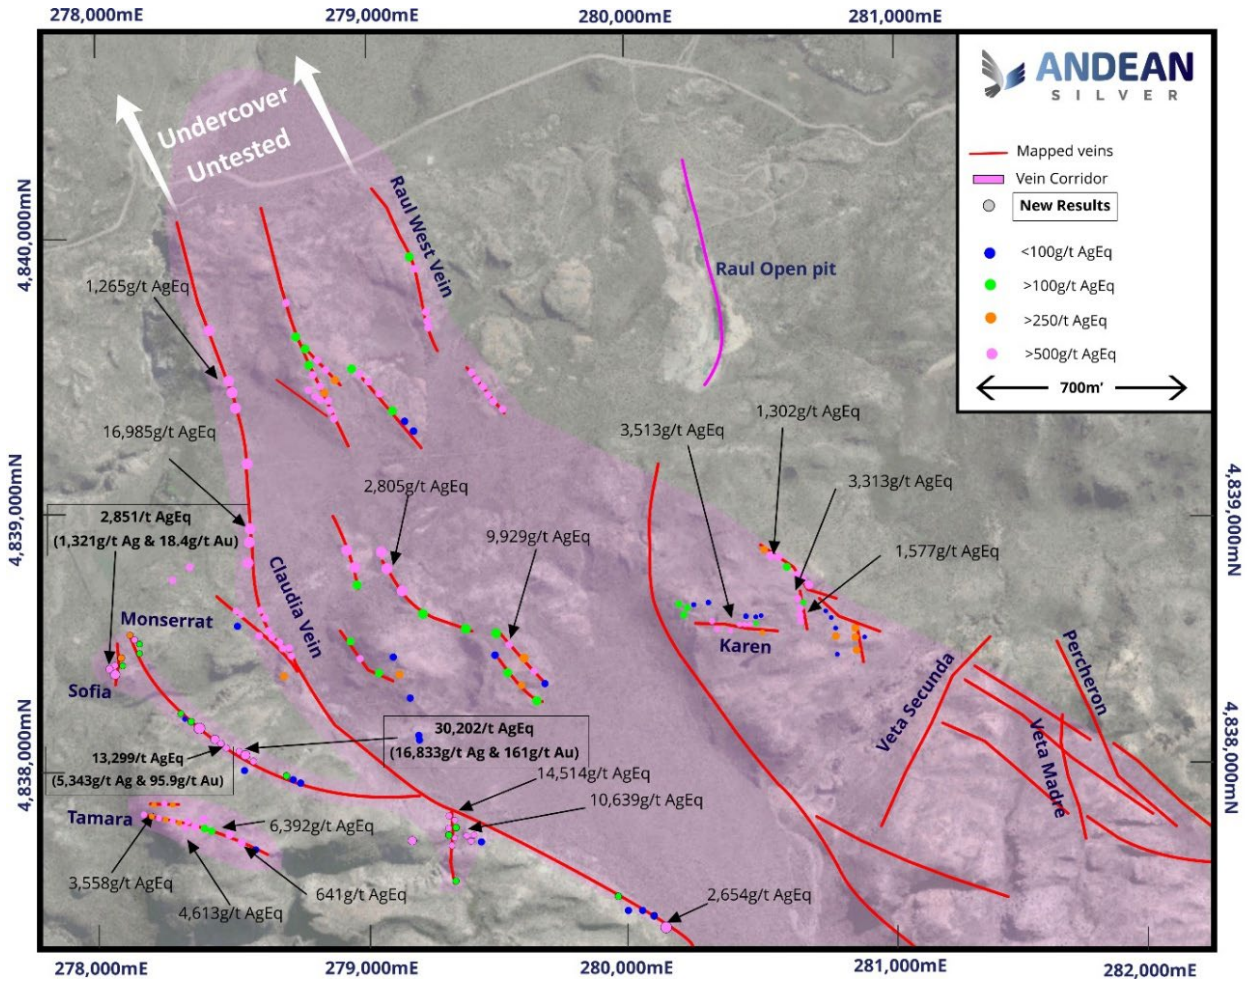 278,000mE
279,000mE
280,000mE
281,000mE
ANDEAN
SILVER
Mapped veins
Vein Corridor
New Results
<100g/t AgEq
>100g/t AgEq
>250/t AgEq
>500g/t AgEq
700m'
Undercover
Untested
Raul West Vein
Raul Open pit
4,840,000mN
1,265g/t AgEq
16,985g/t AgEq
2,851/t AgEq
(1,321g/t Ag & 18.4g/t Au)
4,839,000mN
2,805g/t AgEq
9,929g/t AgEq
3,513g/t AgEq
1,302g/t AgEq
3,313g/t AgEq
1,577g/t AgEq
4,839,000mN
Claudia Vein
Monserrat
Sofia
Karen
Veta Secunda
Percheron
Veta Madre
4,838,000mN
13,299g/t AgEq
(5,343g/t Ag & 95.9g/t Au)
30,202/t AgEq
(16,833g/t Ag & 161g/t Au)
4,838,000mN
14,514g/t AgEq
10,639g/t AgEq
Tamara
6,392g/t AgEq
3,558g/t AgEq
641g/t AgEq
4,613g/t AgEq
2,654g/t AgEq
278,000mE
279,000mE
280,000mE
281,000mE
282,000mE